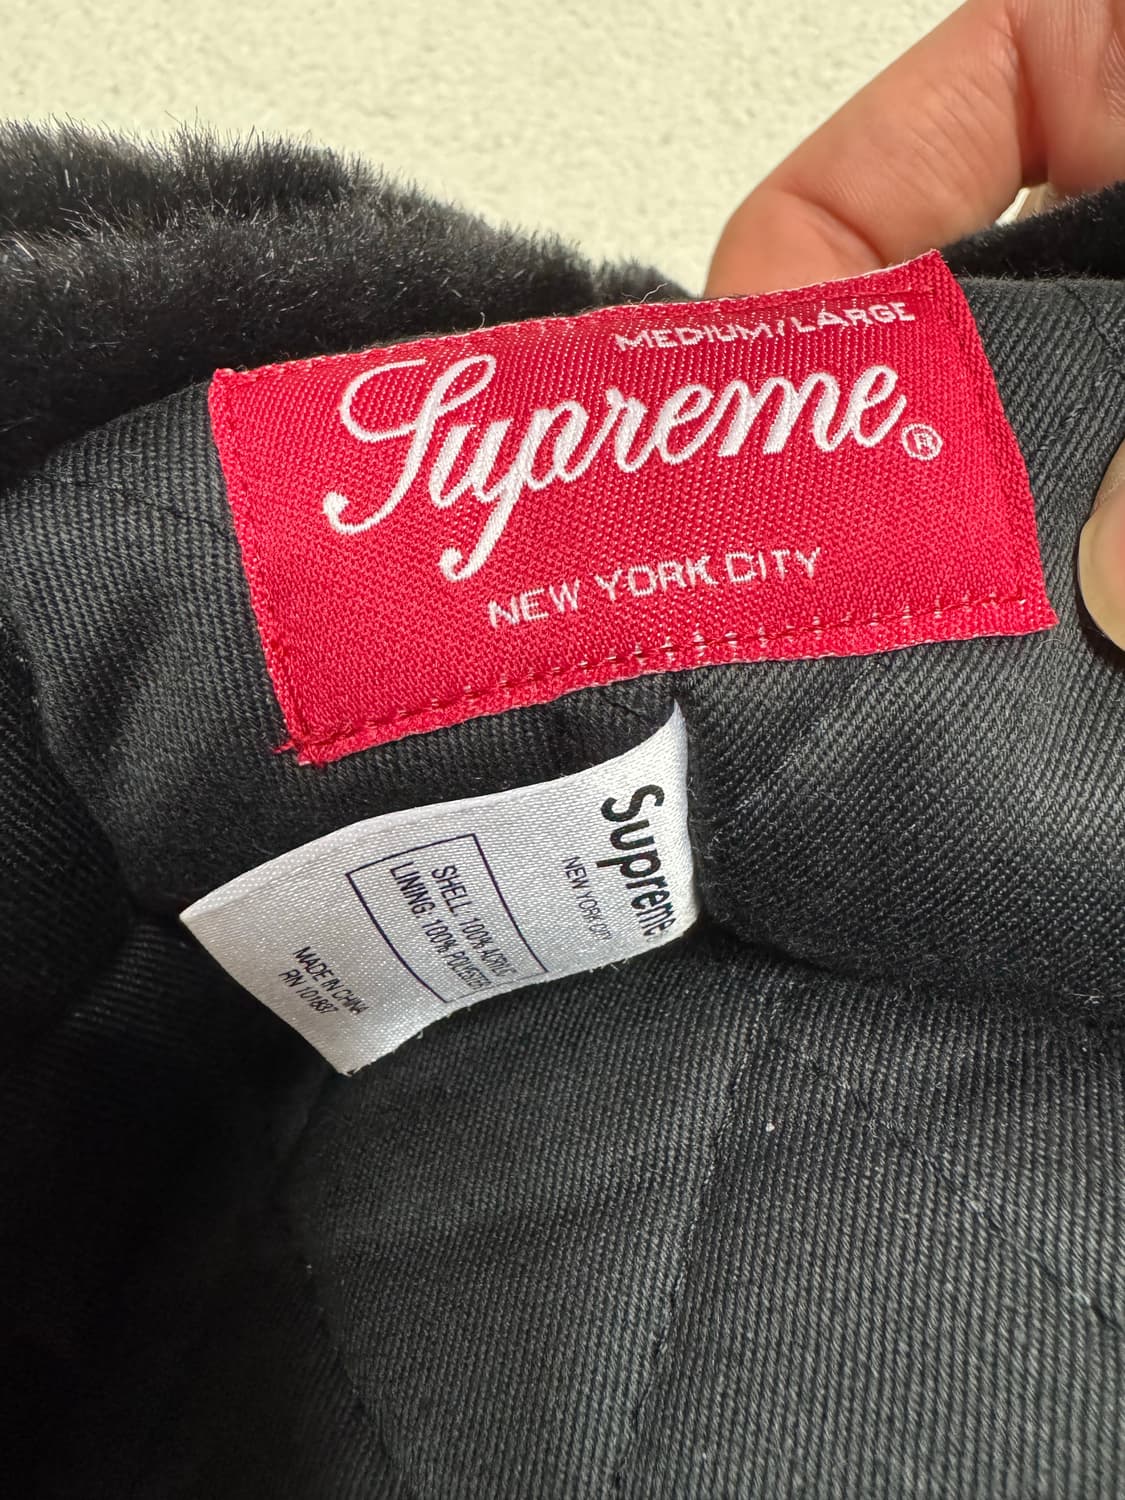 MEDIUM/LARGE
Supreme®
NEW YORK CITY
Supreme
NEW YORK CITY
SHELL 100% ACRYLIC
LINING: 100% POLYESTER
MADE IN CHINA
RN 101837